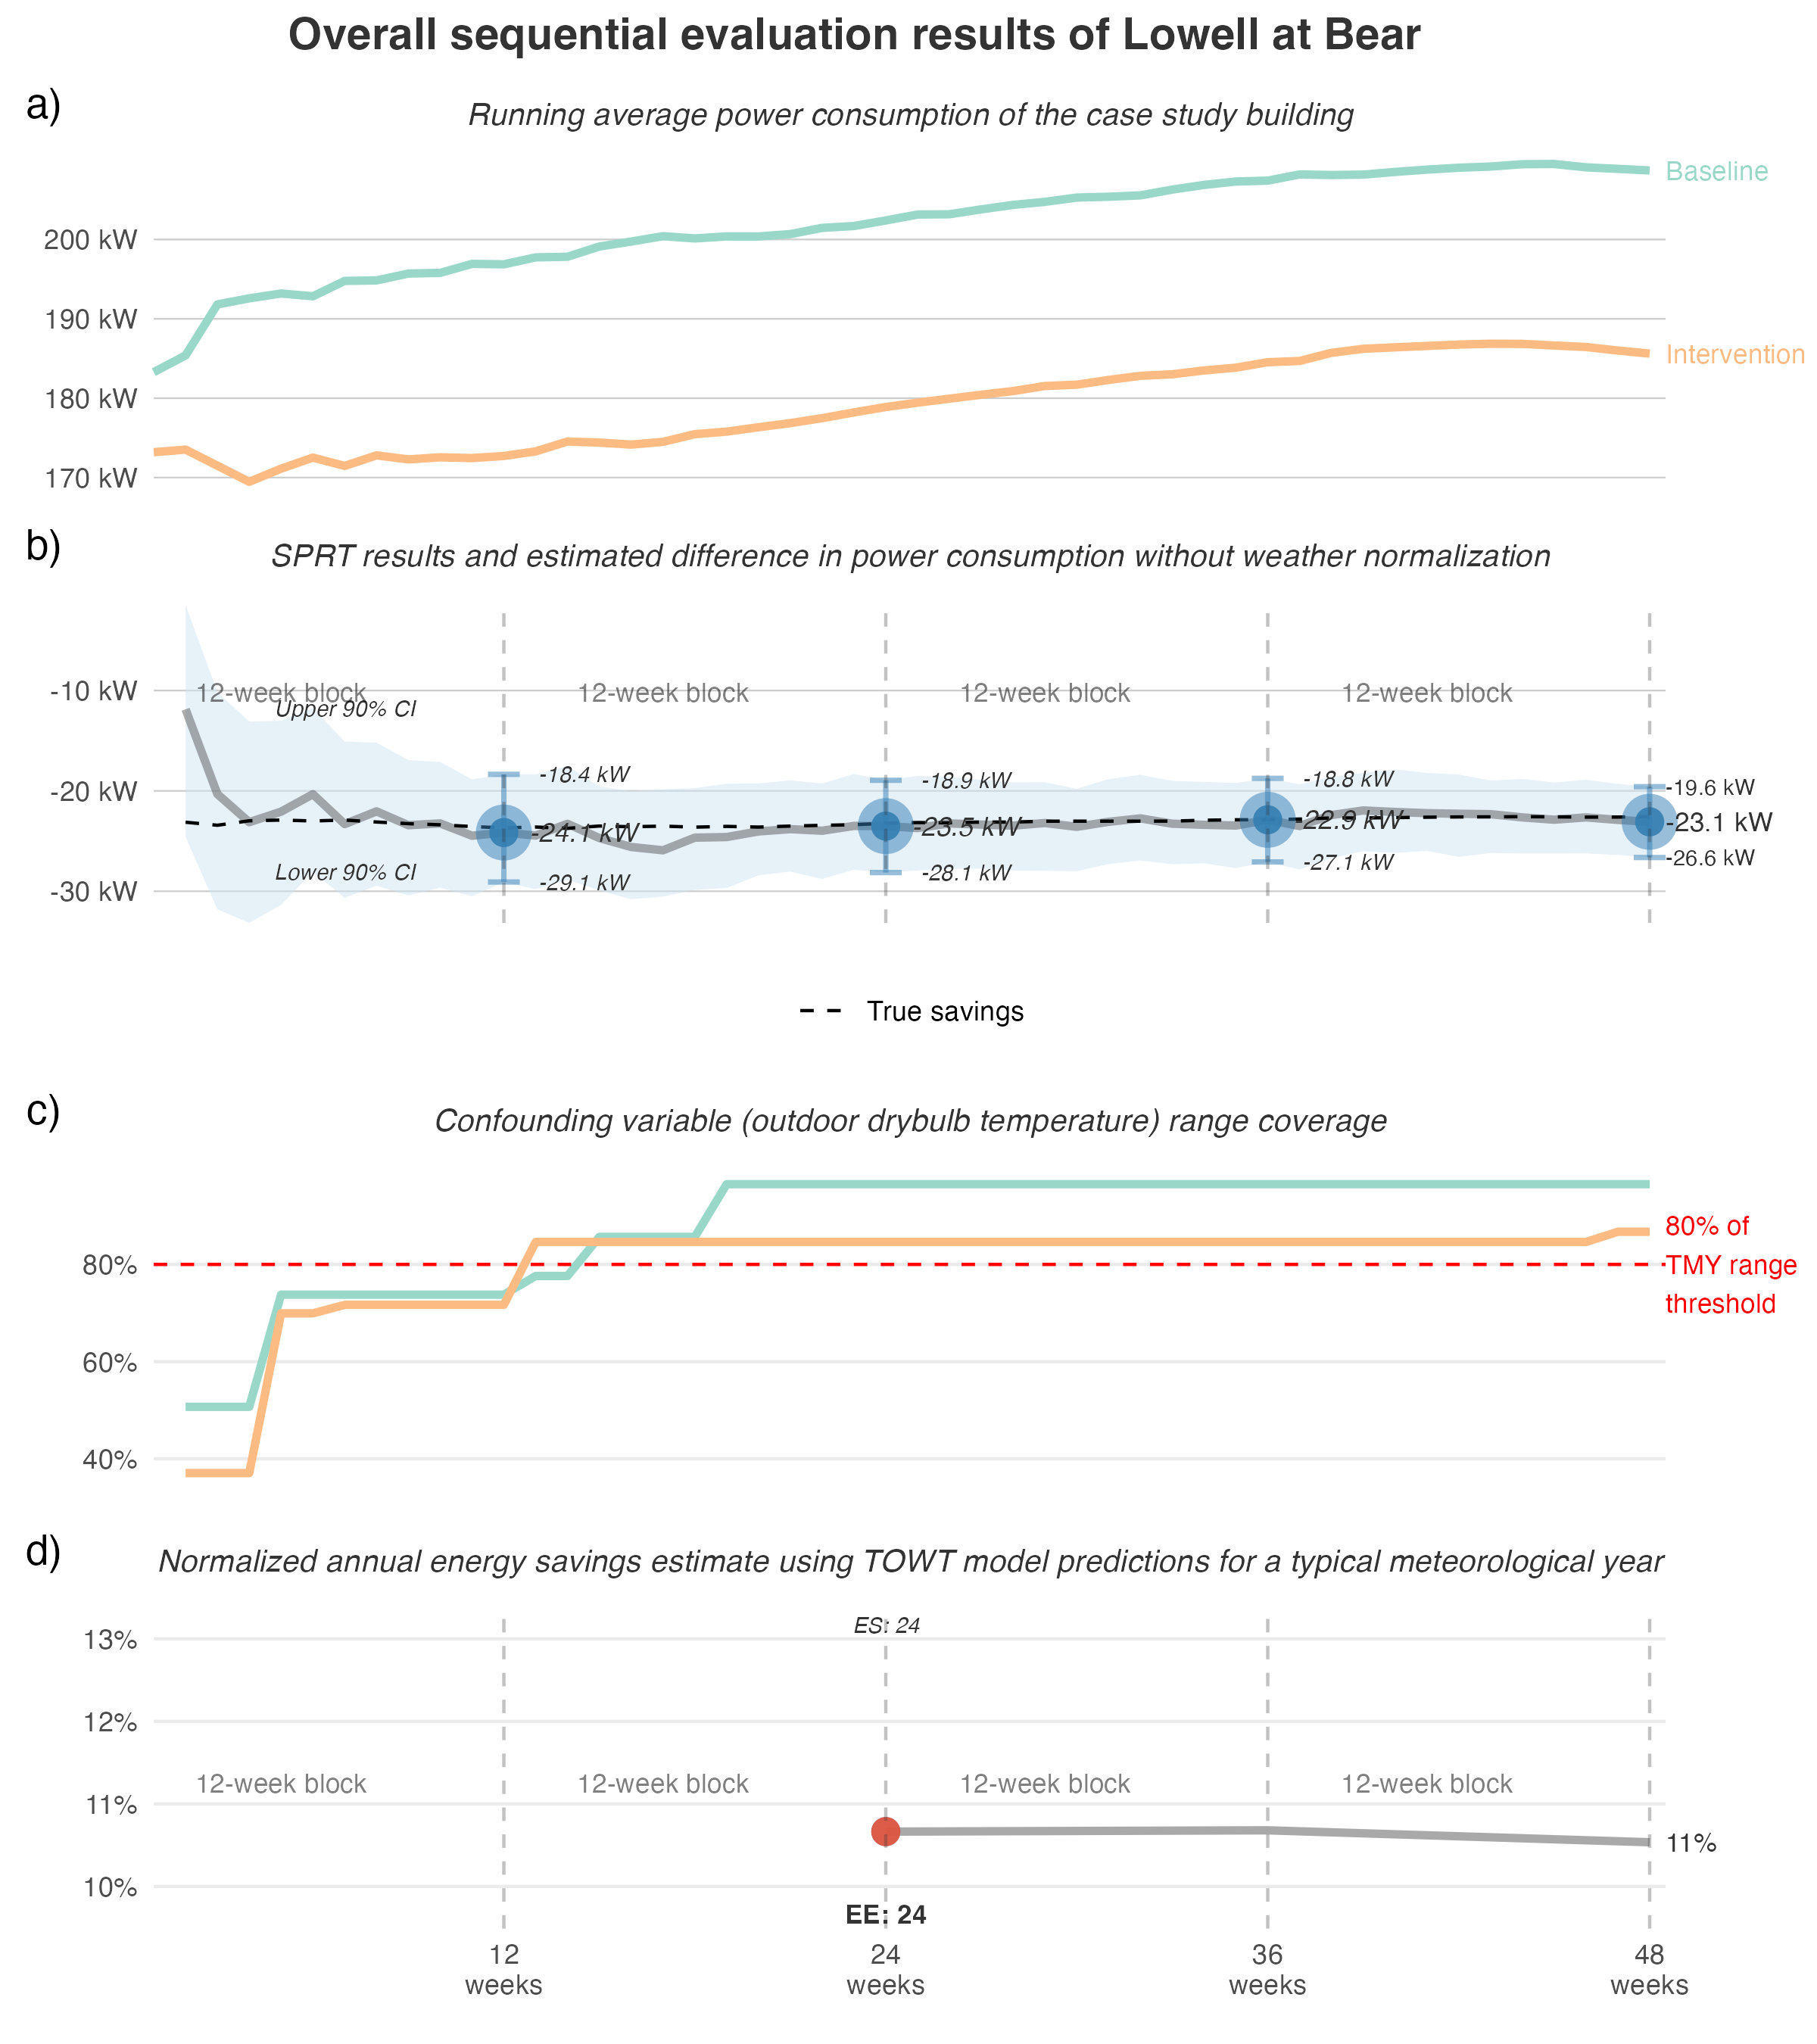 Overall sequential evaluation results of Lowell at Bear
a)
Running average power consumption of the case study building
Baseline
200 kW
190 kW
Intervention
180 kW
170 kW
b)
SPRT results and estimated difference in power consumption without weather normalization
-10 kW
12-week block
12-week block
12-week block
12-week block
Upper 90% CI
-18.4 kW
-18.9 kW
-18.8 kW
-19.6 kW
-20 kW
-24.1 kW
-23.5 kW
-22.9 kW
-23.1 kW
Lower 90% CI
-29.1 kW
-28.1 kW
-27.1 kW
-26.6 kW
-30 kW
True savings
c)
Confounding variable (outdoor drybulb temperature) range coverage
80% of
TMY range
threshold
80%
60%
40%
d)
Normalized annual energy savings estimate using TOWT model predictions for a typical meteorological year
ES: 24
13%
12%
12-week block
12-week block
12-week block
12-week block
11%
11%
10%
EE: 24
12
weeks
24
weeks
36
weeks
48
weeks